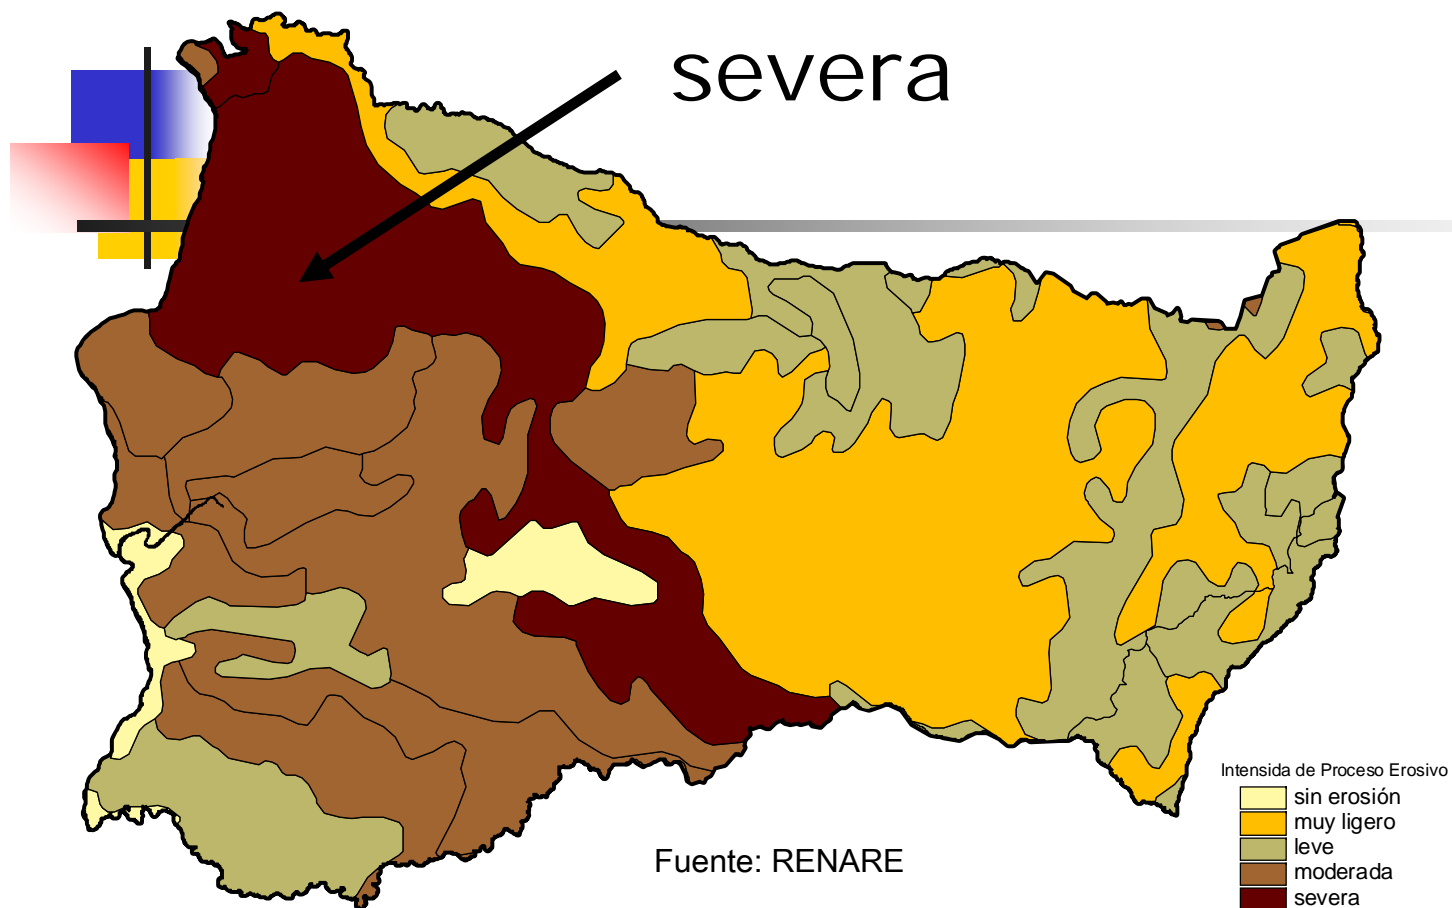 severa
Intensida de Proceso Erosivo
sin erosión
muy ligero
leve
moderada
severa
Fuente: RENARE